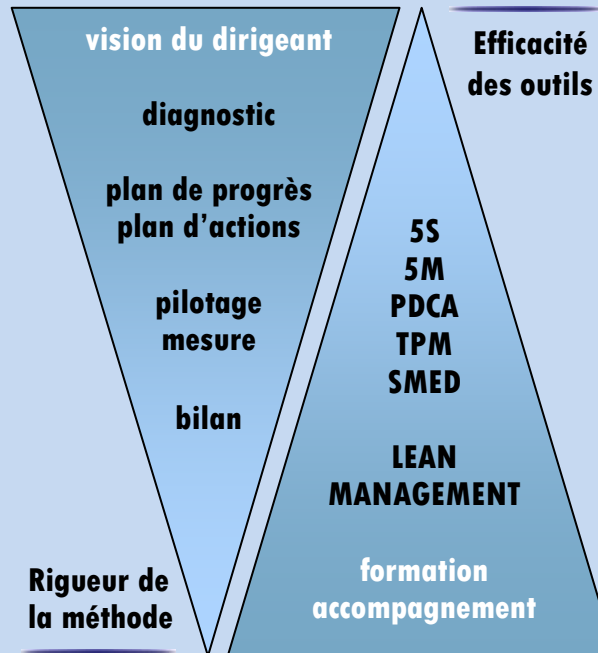 vision du dirigeant
diagnostic
plan de progrès
plan d’actions
pilotage
mesure
bilan
Rigueur de
la méthode
Efficacité
des outils
5S
5M
PDCA
TPM
SMED
LEAN
MANAGEMENT
formation
accompagnement